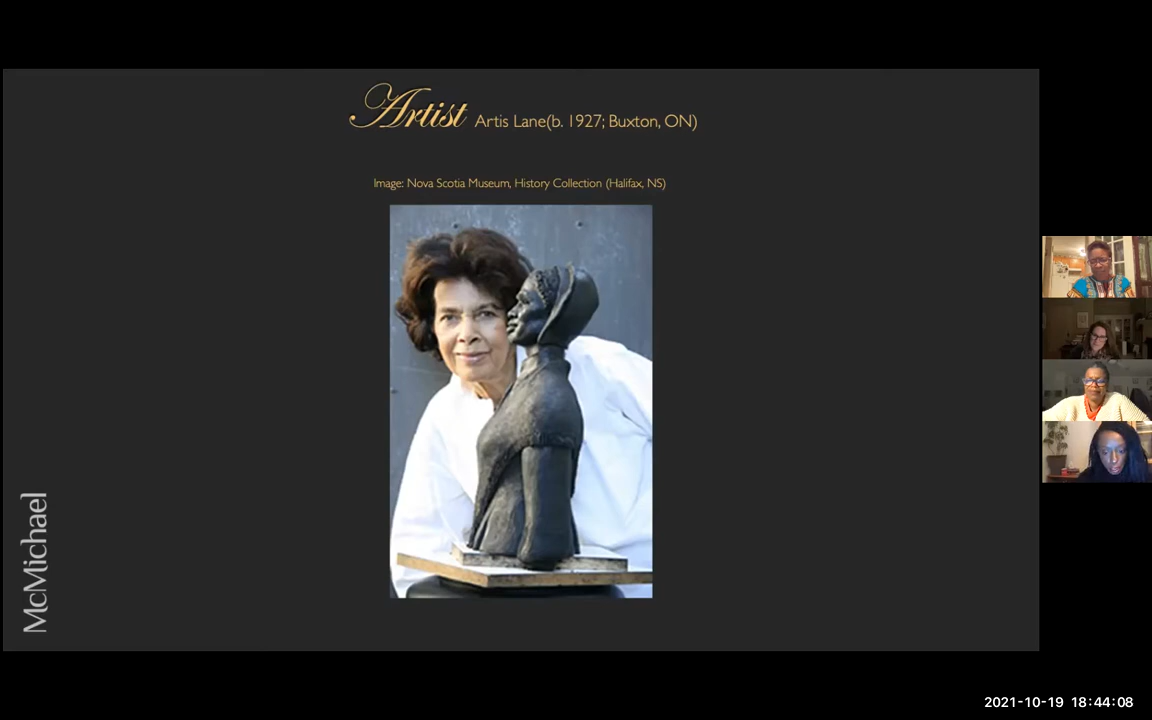 Artist Artis Lane(b. 1927; Buxton, ON)
Image: Nova Scotia Museum, History Collection (Halifax, NS)
McMichael
2021-10-19 18:44:08